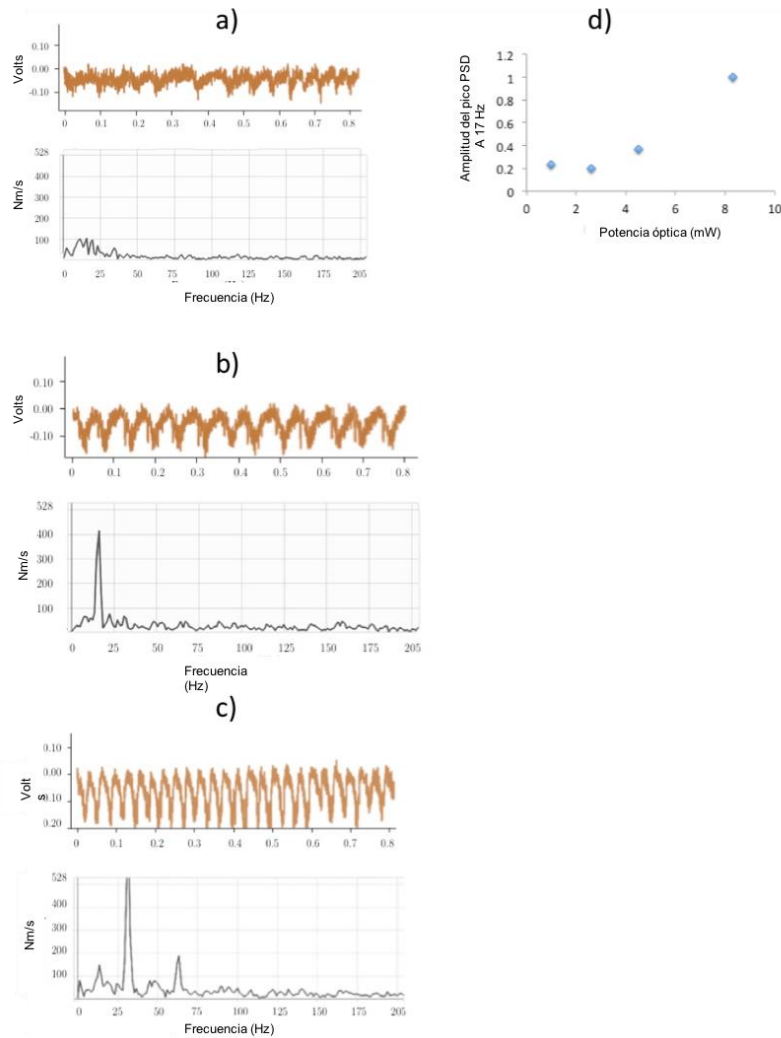 a)
Volts
0.10
0.00
-0.10
0 0.1 0.2 0.3 0.4 0.5 0.6 0.7 0.8
Nm/s
528
400
300
200
100
0 25 50 75 100 125 150 175 205
Frecuencia (Hz)
d)
Amplitud del pico PSD
A 17 Hz
1.2
1
0.8
0.6
0.4
0.2
0
0 2 4 6 8 10
Potencia óptica (mW)
b)
Volts
0.10
0.00
-0.10
0 0.1 0.2 0.3 0.4 0.5 0.6 0.7 0.8
Nm/s
528
400
300
200
100
0 25 50 75 100 125 150 175 205
Frecuencia
(Hz)
c)
Volt
s
0.10
0.00
0.10
0.20
0 0.1 0.2 0.3 0.4 0.5 0.6 0.7 0.8
Nm/s
528
400
300
200
100
0 25 50 75 100 125 150 175 205
Frecuencia (Hz)